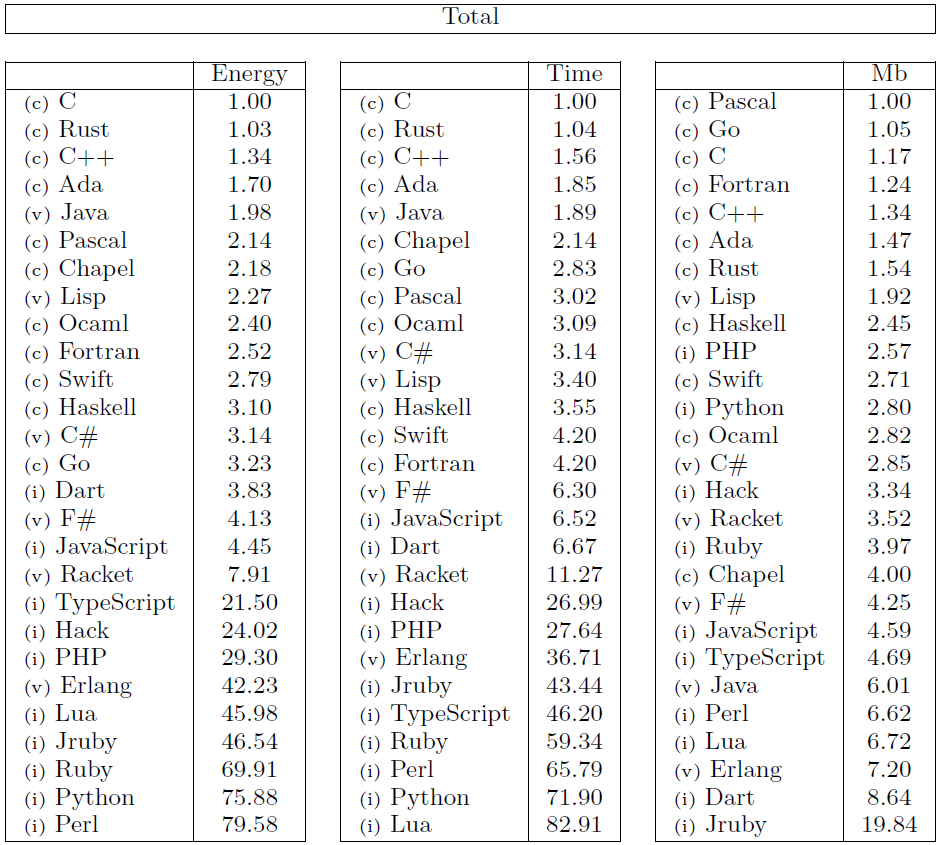 Total
Energy Time Mb
(c) C 1.00 (c) C 1.00 (c) Pascal 1.00
(c) Rust 1.03 (c) Rust 1.04 (c) Go 1.05
(c) C++ 1.34 (c) C++ 1.56 (c) C 1.17
(c) Ada 1.70 (c) Ada 1.85 (c) Fortran 1.24
(v) Java 1.98 (v) Java 1.89 (c) C++ 1.34
(c) Pascal 2.14 (c) Chapel 2.14 (c) Ada 1.47
(c) Chapel 2.18 (c) Go 2.83 (c) Rust 1.54
(v) Lisp 2.27 (c) Pascal 3.02 (v) Lisp 1.92
(c) Ocaml 2.40 (c) Ocaml 3.09 (c) Haskell 2.45
(c) Fortran 2.52 (v) C# 3.14 (i) PHP 2.57
(c) Swift 2.79 (v) Lisp 3.40 (c) Swift 2.71
(c) Haskell 3.10 (c) Haskell 3.55 (i) Python 2.80
(v) C# 3.14 (c) Swift 4.20 (c) Ocaml 2.82
(c) Go 3.23 (c) Fortran 4.20 (v) C# 2.85
(i) Dart 3.83 (v) F# 6.30 (i) Hack 3.34
(v) F# 4.13 (i) JavaScript 6.52 (v) Racket 3.52
(i) JavaScript 4.45 (i) Dart 6.67 (i) Ruby 3.97
(v) Racket 7.91 (v) Racket 11.27 (c) Chapel 4.00
(i) TypeScript 21.50 (i) Hack 26.99 (v) F# 4.25
(i) Hack 24.02 (i) PHP 27.64 (i) JavaScript 4.59
(i) PHP 29.30 (v) Erlang 36.71 (i) TypeScript 4.69
(v) Erlang 42.23 (i) Jruby 43.44 (v) Java 6.01
(i) Lua 45.98 (i) TypeScript 46.20 (i) Perl 6.62
(i) Jruby 46.54 (i) Ruby 59.34 (i) Lua 6.72
(i) Ruby 69.91 (i) Perl 65.79 (v) Erlang 7.20
(i) Python 75.88 (i) Python 71.90 (i) Dart 8.64
(i) Perl 79.58 (i) Lua 82.91 (i) Jruby 19.84